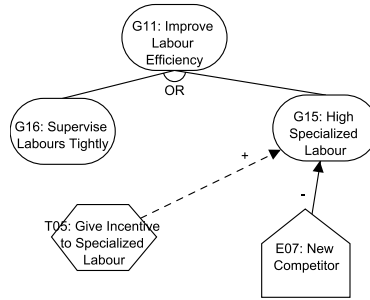 G11: Improve
Labour
Efficiency
OR
G16: Supervise
Labours Tightly
G15: High
Specialized
Labour
+
-
T05: Give Incentive
to Specialized
Labour
E07: New
Competitor